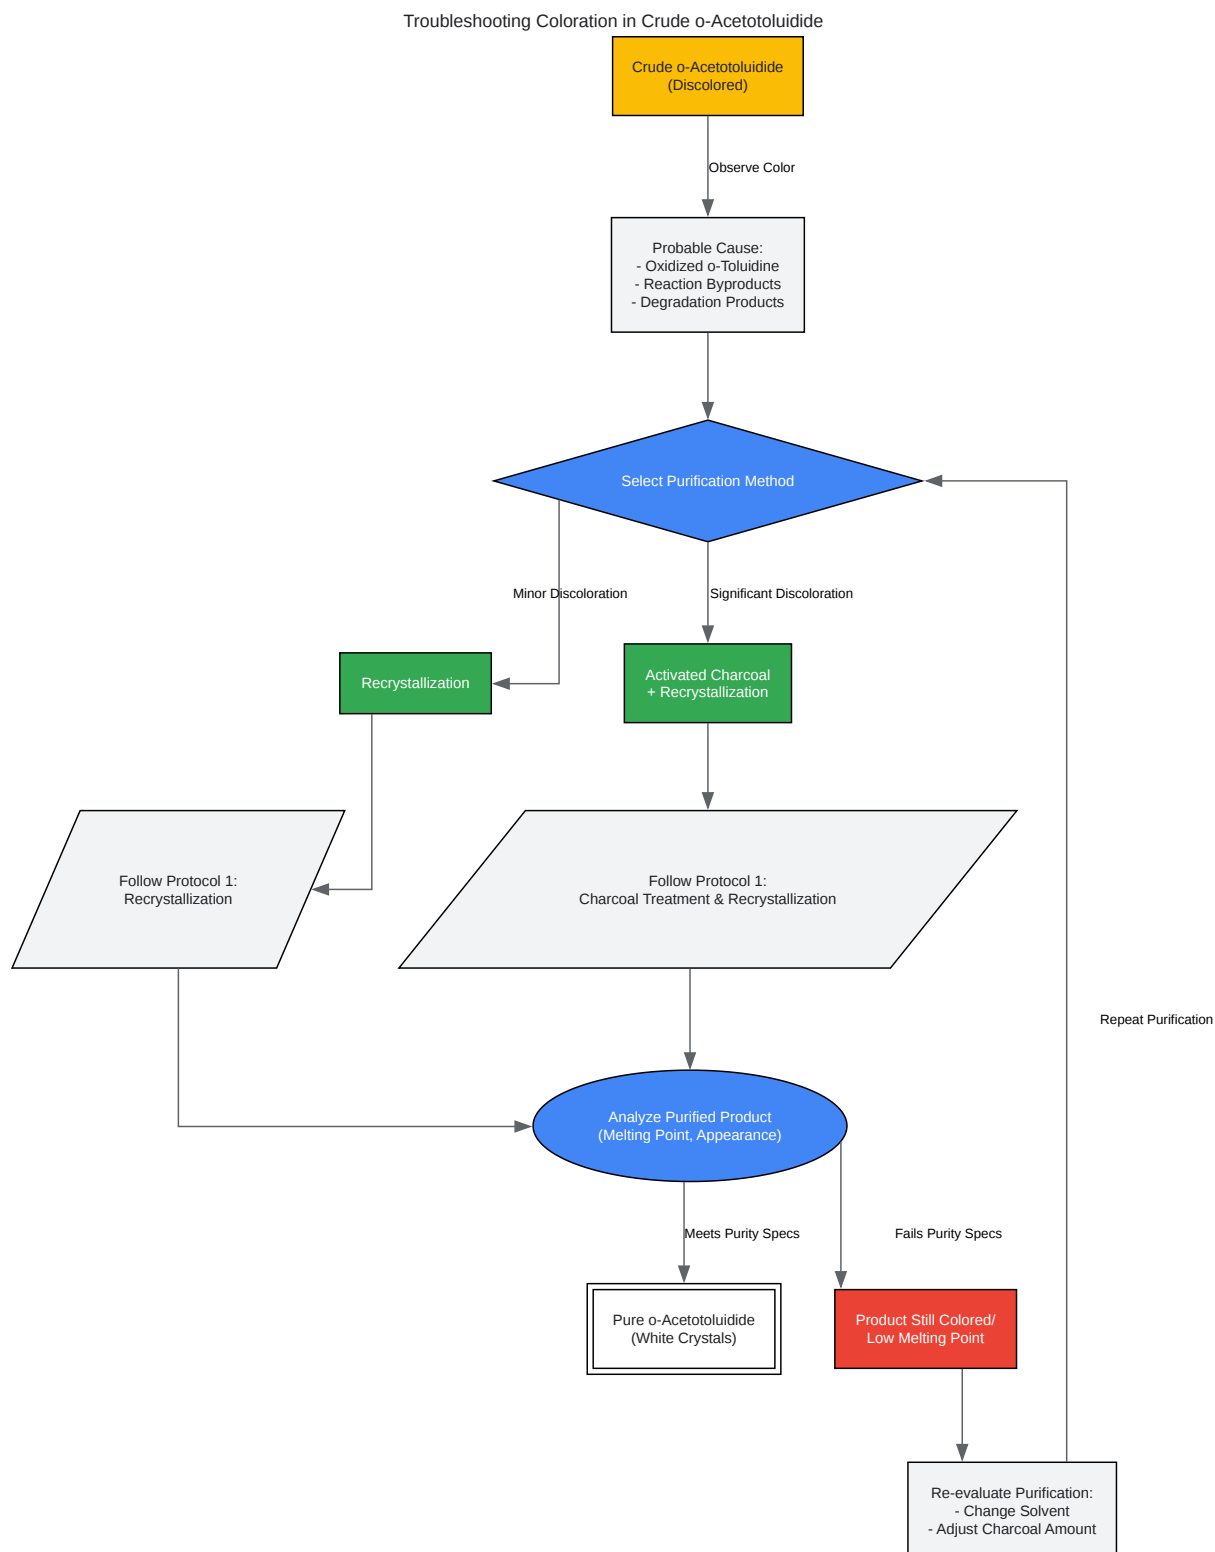 Troubleshooting Coloration in Crude o-Acetotoluidide
Crude o-Acetotoluidide
(Discolored)
Observe Color
Probable Cause:
- Oxidized o-Toluidine
- Reaction Byproducts
- Degradation Products
Select Purification Method
Minor Discoloration
Significant Discoloration
Recrystallization
Activated Charcoal
+ Recrystallization
Follow Protocol 1:
Recrystallization
Follow Protocol 1:
Charcoal Treatment & Recrystallization
Repeat Purification
Analyze Purified Product
(Melting Point, Appearance)
Meets Purity Specs
Fails Purity Specs
Pure o-Acetotoluidide
(White Crystals)
Product Still Colored/
Low Melting Point
Re-evaluate Purification:
- Change Solvent
- Adjust Charcoal Amount